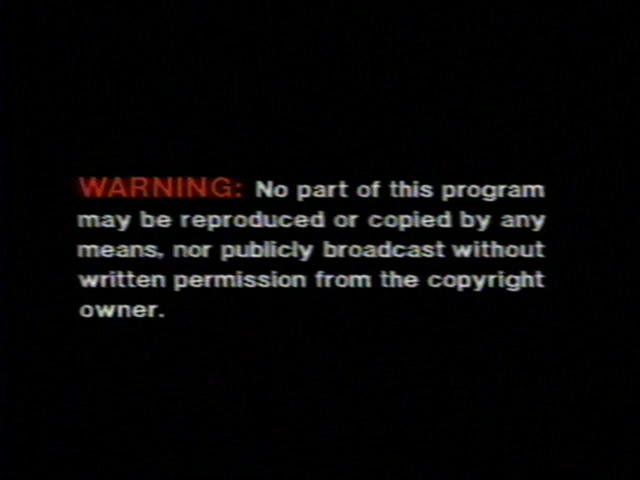 WARNING: No part of this program
may be reproduced or copied by any
means, nor publicly broadcast without
written permission from the copyright
owner.